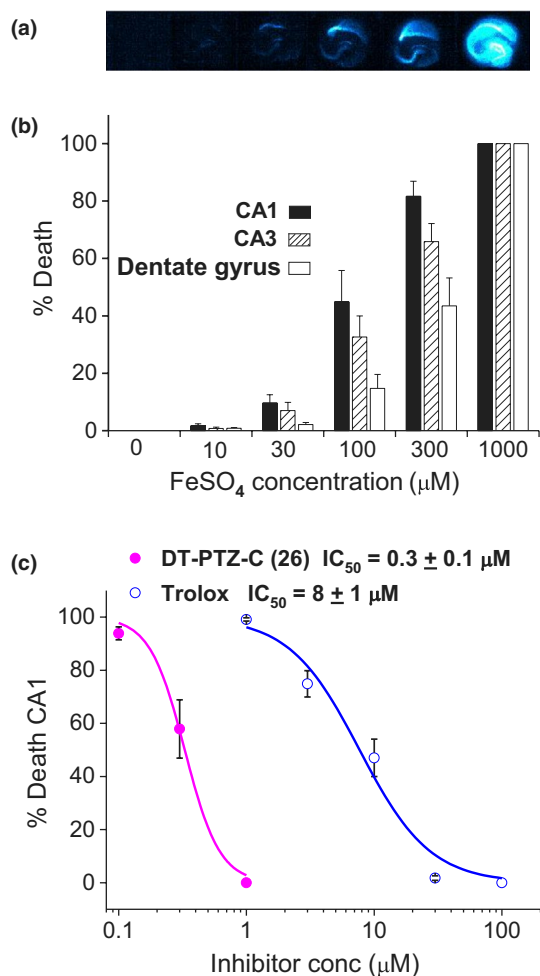 (a)
(b)
100
80
60
40
20
0
% Death
CA1
CA3
Dentate gyrus
0 10 30 100 300 1000
FeSO₄ concentration (μM)
(c)
DT-PTZ-C (26) IC₅₀ = 0.3 ± 0.1 μM
Trolox IC₅₀ = 8 ± 1 μM
100
80
60
40
20
0
% Death CA1
0.1 1 10 100
Inhibitor conc (μM)